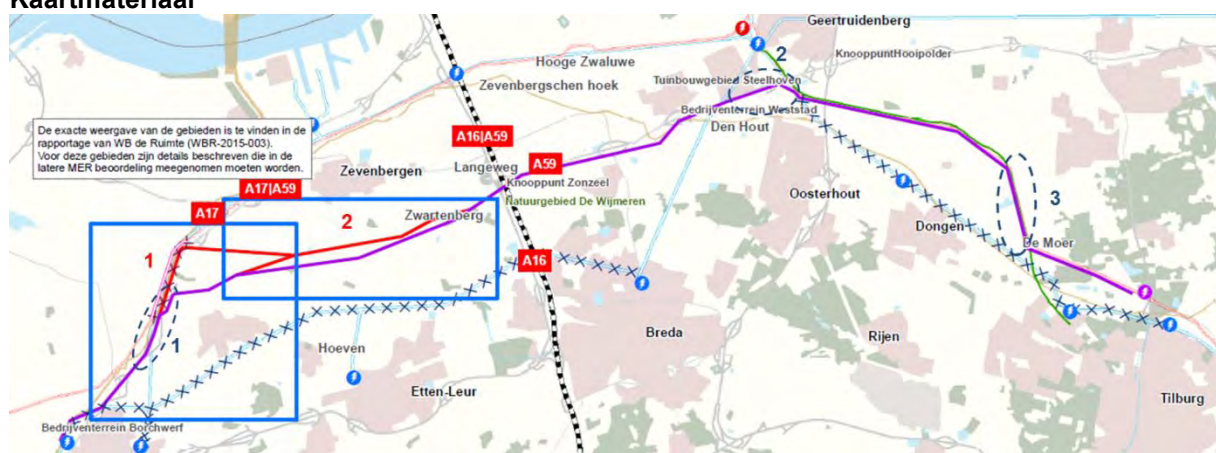 Kaartmateriaal
Geertruidenberg
Hooge Zwaluwe
KnooppuntHooipolder
2
Zevenbergschen hoek
Tuinbouwgebied Steelhoven
Bedrijventerrein Weststad
Den Hout
De exacte weergave van de gebieden is te vinden in de
rapportage van WB de Ruimte (WBR-2015-003).
Voor deze gebieden zijn details beschreven die in de
latere MER beoordeling meegenomen moeten worden.
A16|A59
Zevenbergen
Langeweg
A59
Knooppunt Zonzeel
A17|A59
Natuurgebied De Wijmeren
Oosterhout
3
A17
2
Zwartenberg
Dongen
De Moer
1
A16
1
Hoeven
Breda
Rijen
Etten-Leur
Tilburg
Bedrijventerrein Borchwerf